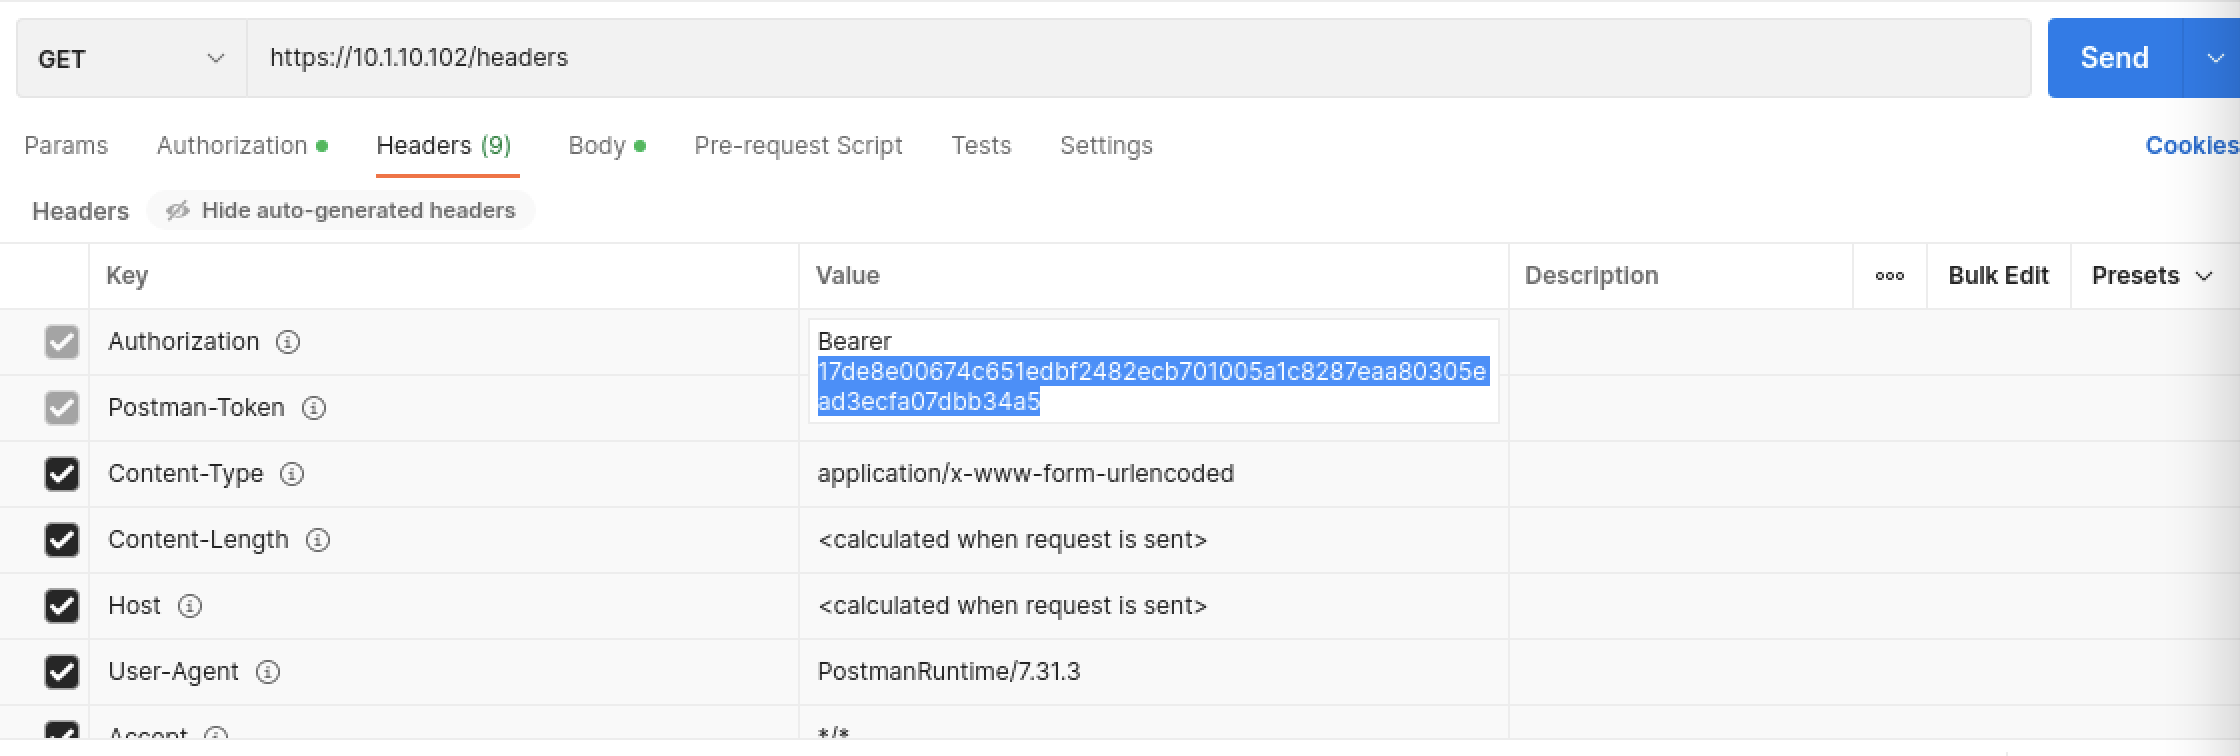 GET https://10.1.10.102/headers Send
Params Authorization Headers (9) Body Pre-request Script Tests Settings Cookies
Headers Hide auto-generated headers
Key Value Description Bulk Edit Presets
Authorization Bearer
17de8e00674c651edbf2482ecb701005a1c8287eaa80305e
ad3ecfa07dbb34a5
Postman-Token
Content-Type application/x-www-form-urlencoded
Content-Length <calculated when request is sent>
Host <calculated when request is sent>
User-Agent PostmanRuntime/7.31.3
Accept */*